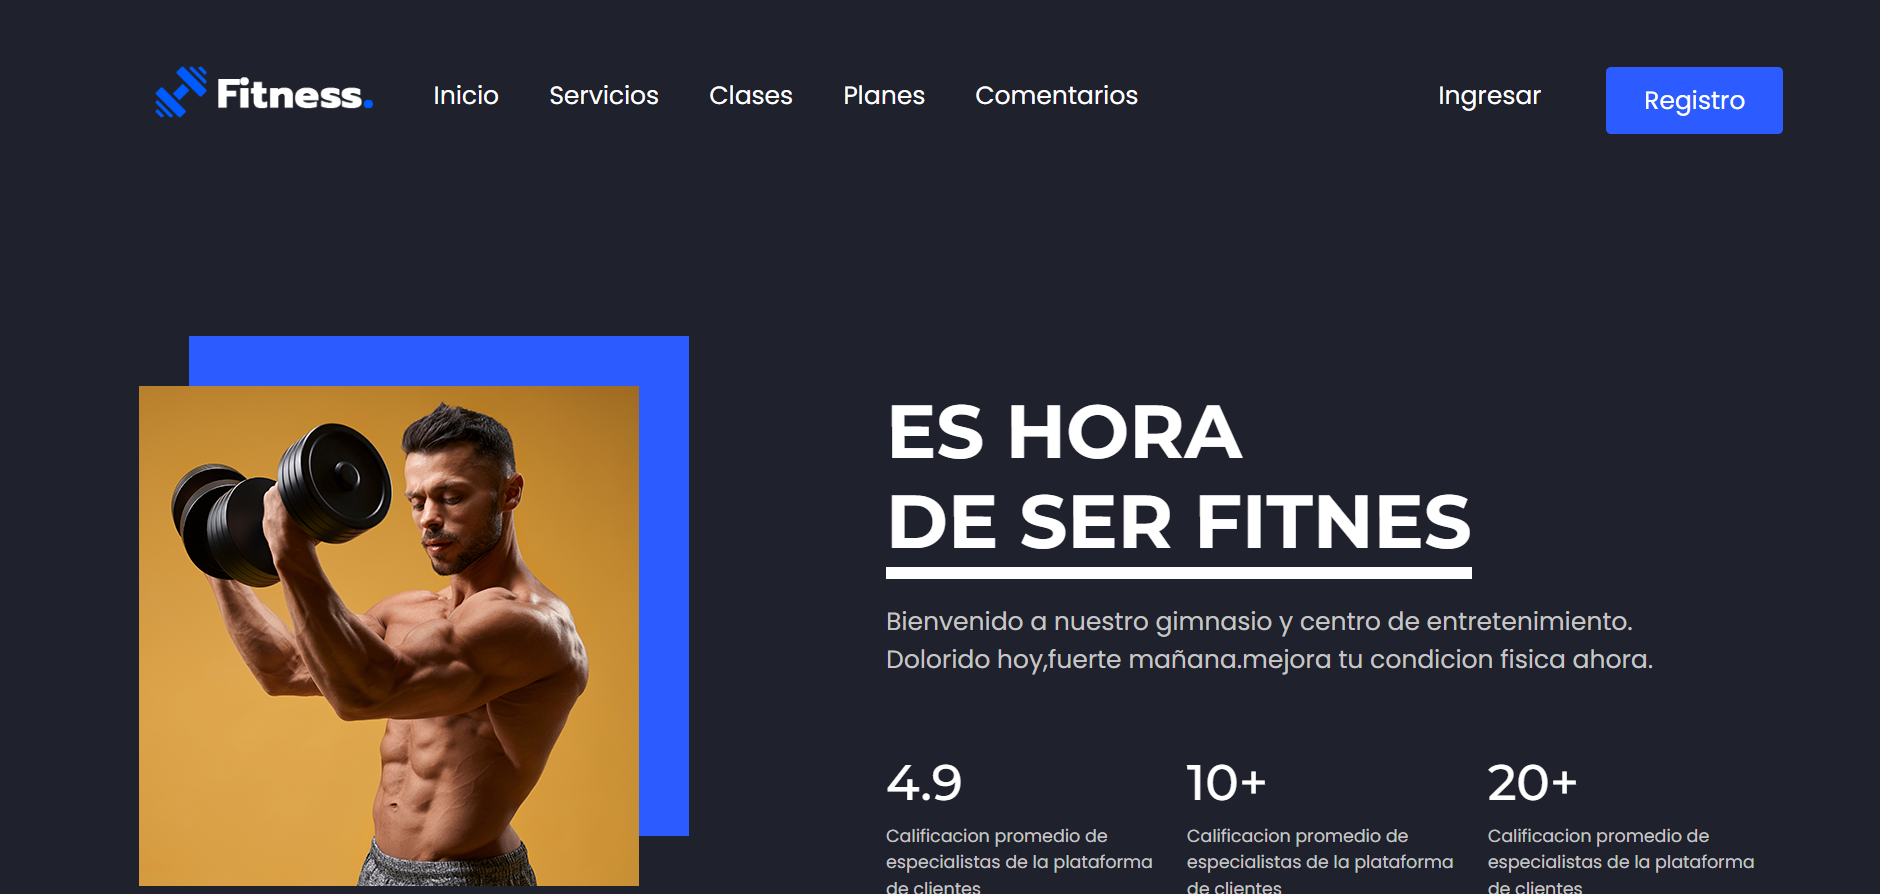 Fitness.
Inicio Servicios Clases Planes Comentarios Ingresar Registro
ES HORA
DE SER FITNES
Bienvenido a nuestro gimnasio y centro de entretenimiento.
Dolorido hoy,fuerte mañana.mejora tu condicion fisica ahora.
4.9
Calificacion promedio de
especialistas de la plataforma
de clientes
10+
Calificacion promedio de
especialistas de la plataforma
de clientes
20+
Calificacion promedio de
especialistas de la plataforma
de clientes